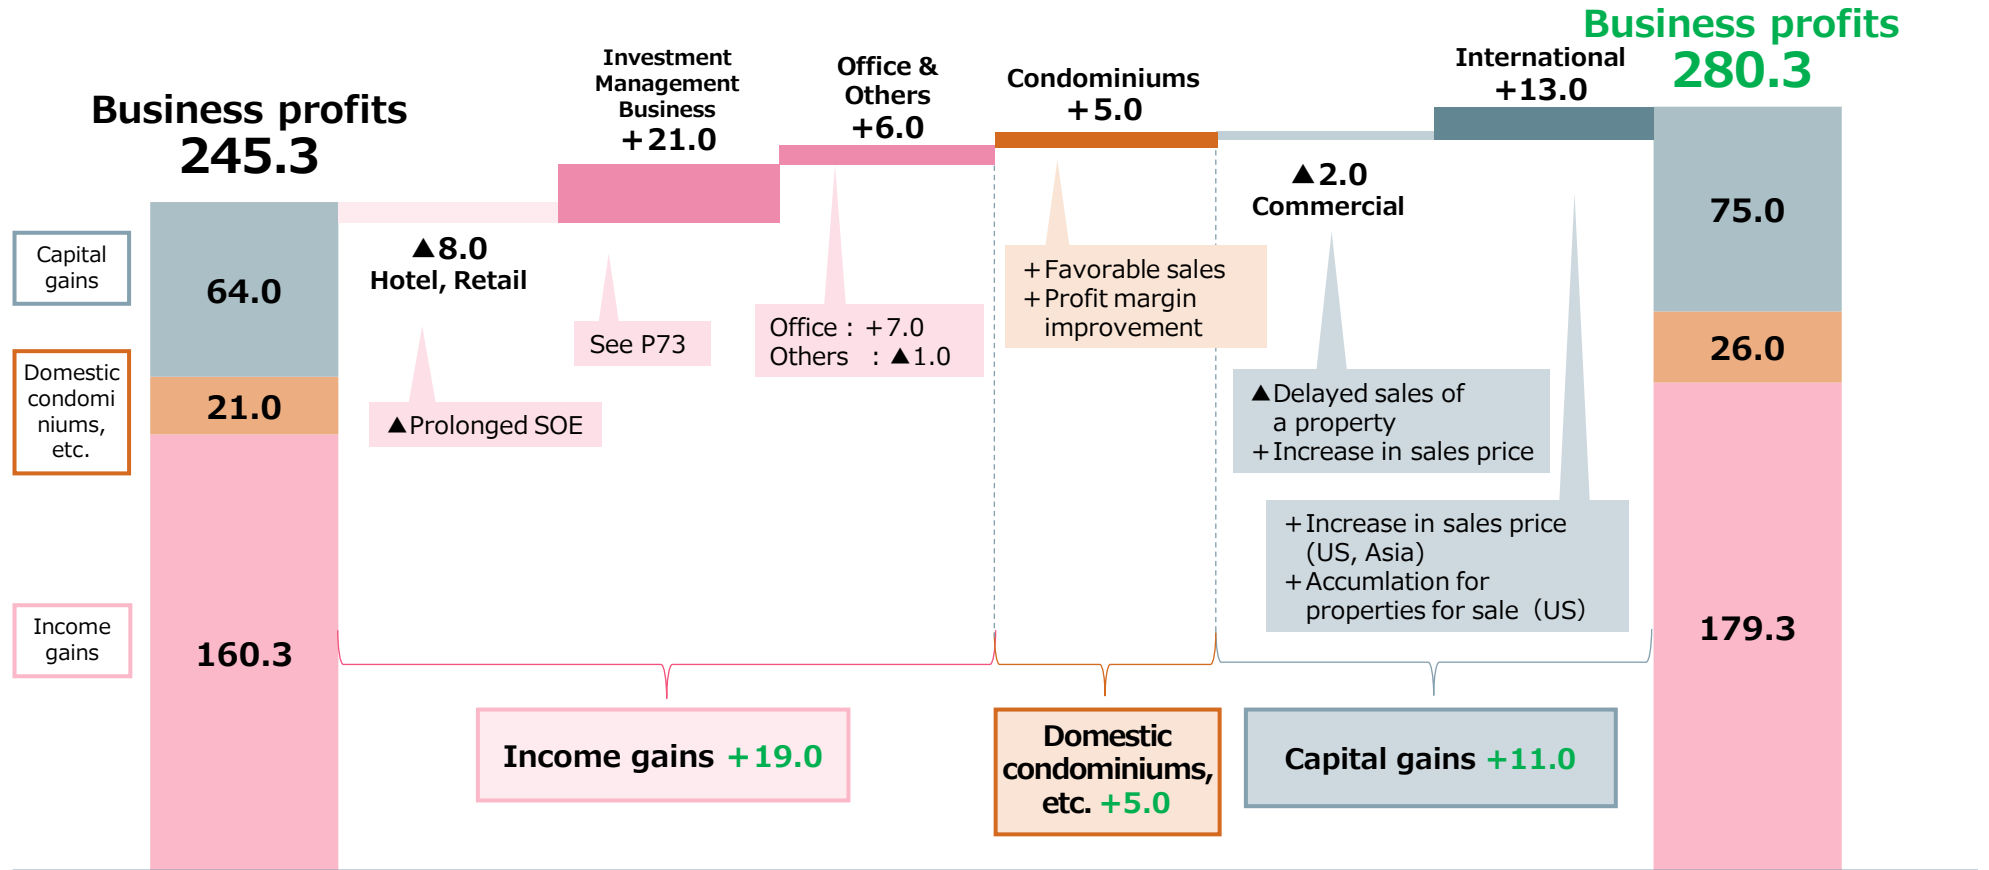 Business profits
245.3
Capital
gains
Domestic
condomi
niums,
etc.
Income
gains
64.0
21.0
160.3
▲8.0
Hotel, Retail
▲Prolonged SOE
Investment
Management
Business
+21.0
See P73
Office &
Others
+6.0
Office : +7.0
Others : ▲1.0
Condominiums
+5.0
+Favorable sales
+Profit margin
improvement
▲2.0
Commercial
▲Delayed sales of
a property
+Increase in sales price
International
+13.0
+Increase in sales price
(US, Asia)
+Accumlation for
properties for sale（US）
Business profits
280.3
75.0
26.0
179.3
Income gains +19.0
Domestic
condominiums,
etc. +5.0
Capital gains +11.0